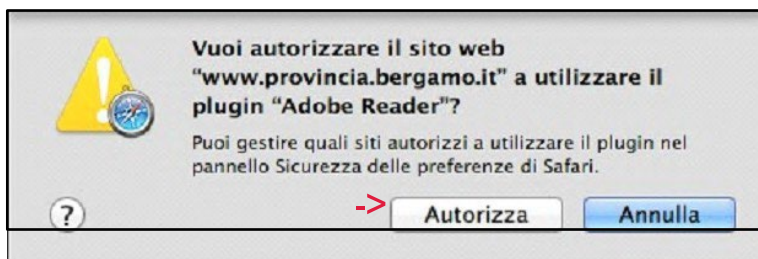 Vuoi autorizzare il sito web
“www.provincia.bergamo.it” a utilizzare il
plugin “Adobe Reader”?
Puoi gestire quali siti autorizzi a utilizzare il plugin nel
pannello Sicurezza delle preferenze di Safari.
? -> Autorizza Annulla